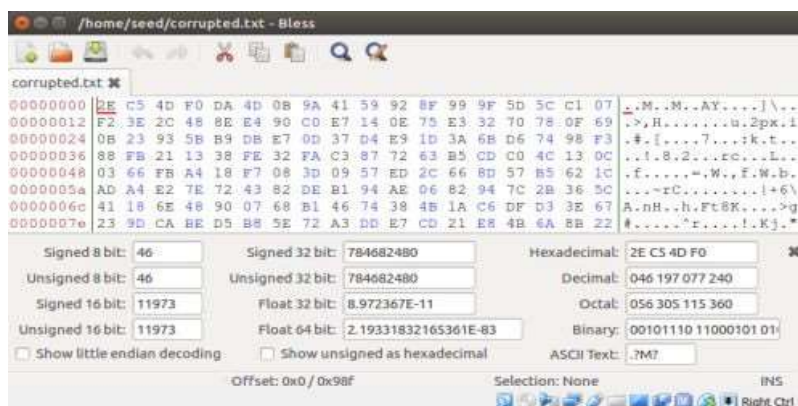 /home/seed/corrupted.txt - Bless
corrupted.txt
00000000 2E C5 4D F0 DA 4D 0B 9A 41 59 92 8F 99 9F 5D 5C C1 07 ..M..M..AY....]\..
00000012 F2 3E 2C 48 8E E4 90 C0 E7 14 0E 75 E3 32 70 78 0F 69 .>,H.......u.2px.i
00000024 0B 23 93 5B B9 DB E7 0D 37 D4 E9 1D 3A 6B D6 74 98 F3 .#.[....7...:k.t..
00000036 88 FB 21 13 38 FE 32 FA C3 87 72 63 B5 CD C0 4C 13 0C ..!.8.2...rc...L..
00000048 03 66 FB A4 18 F7 08 3D 09 57 ED 2C 66 8D 57 B5 62 1C .f.....=.W.,f.W.b.
0000005a AD A4 E2 7E 72 43 82 DE B1 94 AE 06 82 94 7C 2B 36 5C ...~rC........|+6\
0000006c 41 18 6E 48 90 07 68 B1 46 74 38 4B 1A C6 DF D3 3E 67 A.nH..h.Ft8K....>g
0000007e 23 9D CA BE D5 B8 5E 72 A3 DD E7 CD 21 E8 4B 6A 8B 22 #.....^r....!.Kj."
Signed 8 bit: 46 Signed 32 bit: 784682480 Hexadecimal: 2E C5 4D F0
Unsigned 8 bit: 46 Unsigned 32 bit: 784682480 Decimal: 046 197 077 240
Signed 16 bit: 11973 Float 32 bit: 8.972367E-11 Octal: 056 305 115 360
Unsigned 16 bit: 11973 Float 64 bit: 2.19331832165361E-83 Binary: 00101110 11000101 01
Show little endian decoding Show unsigned as hexadecimal ASCII Text: .?M?
Offset: 0x0 / 0x98f Selection: None INS
Right Ctrl